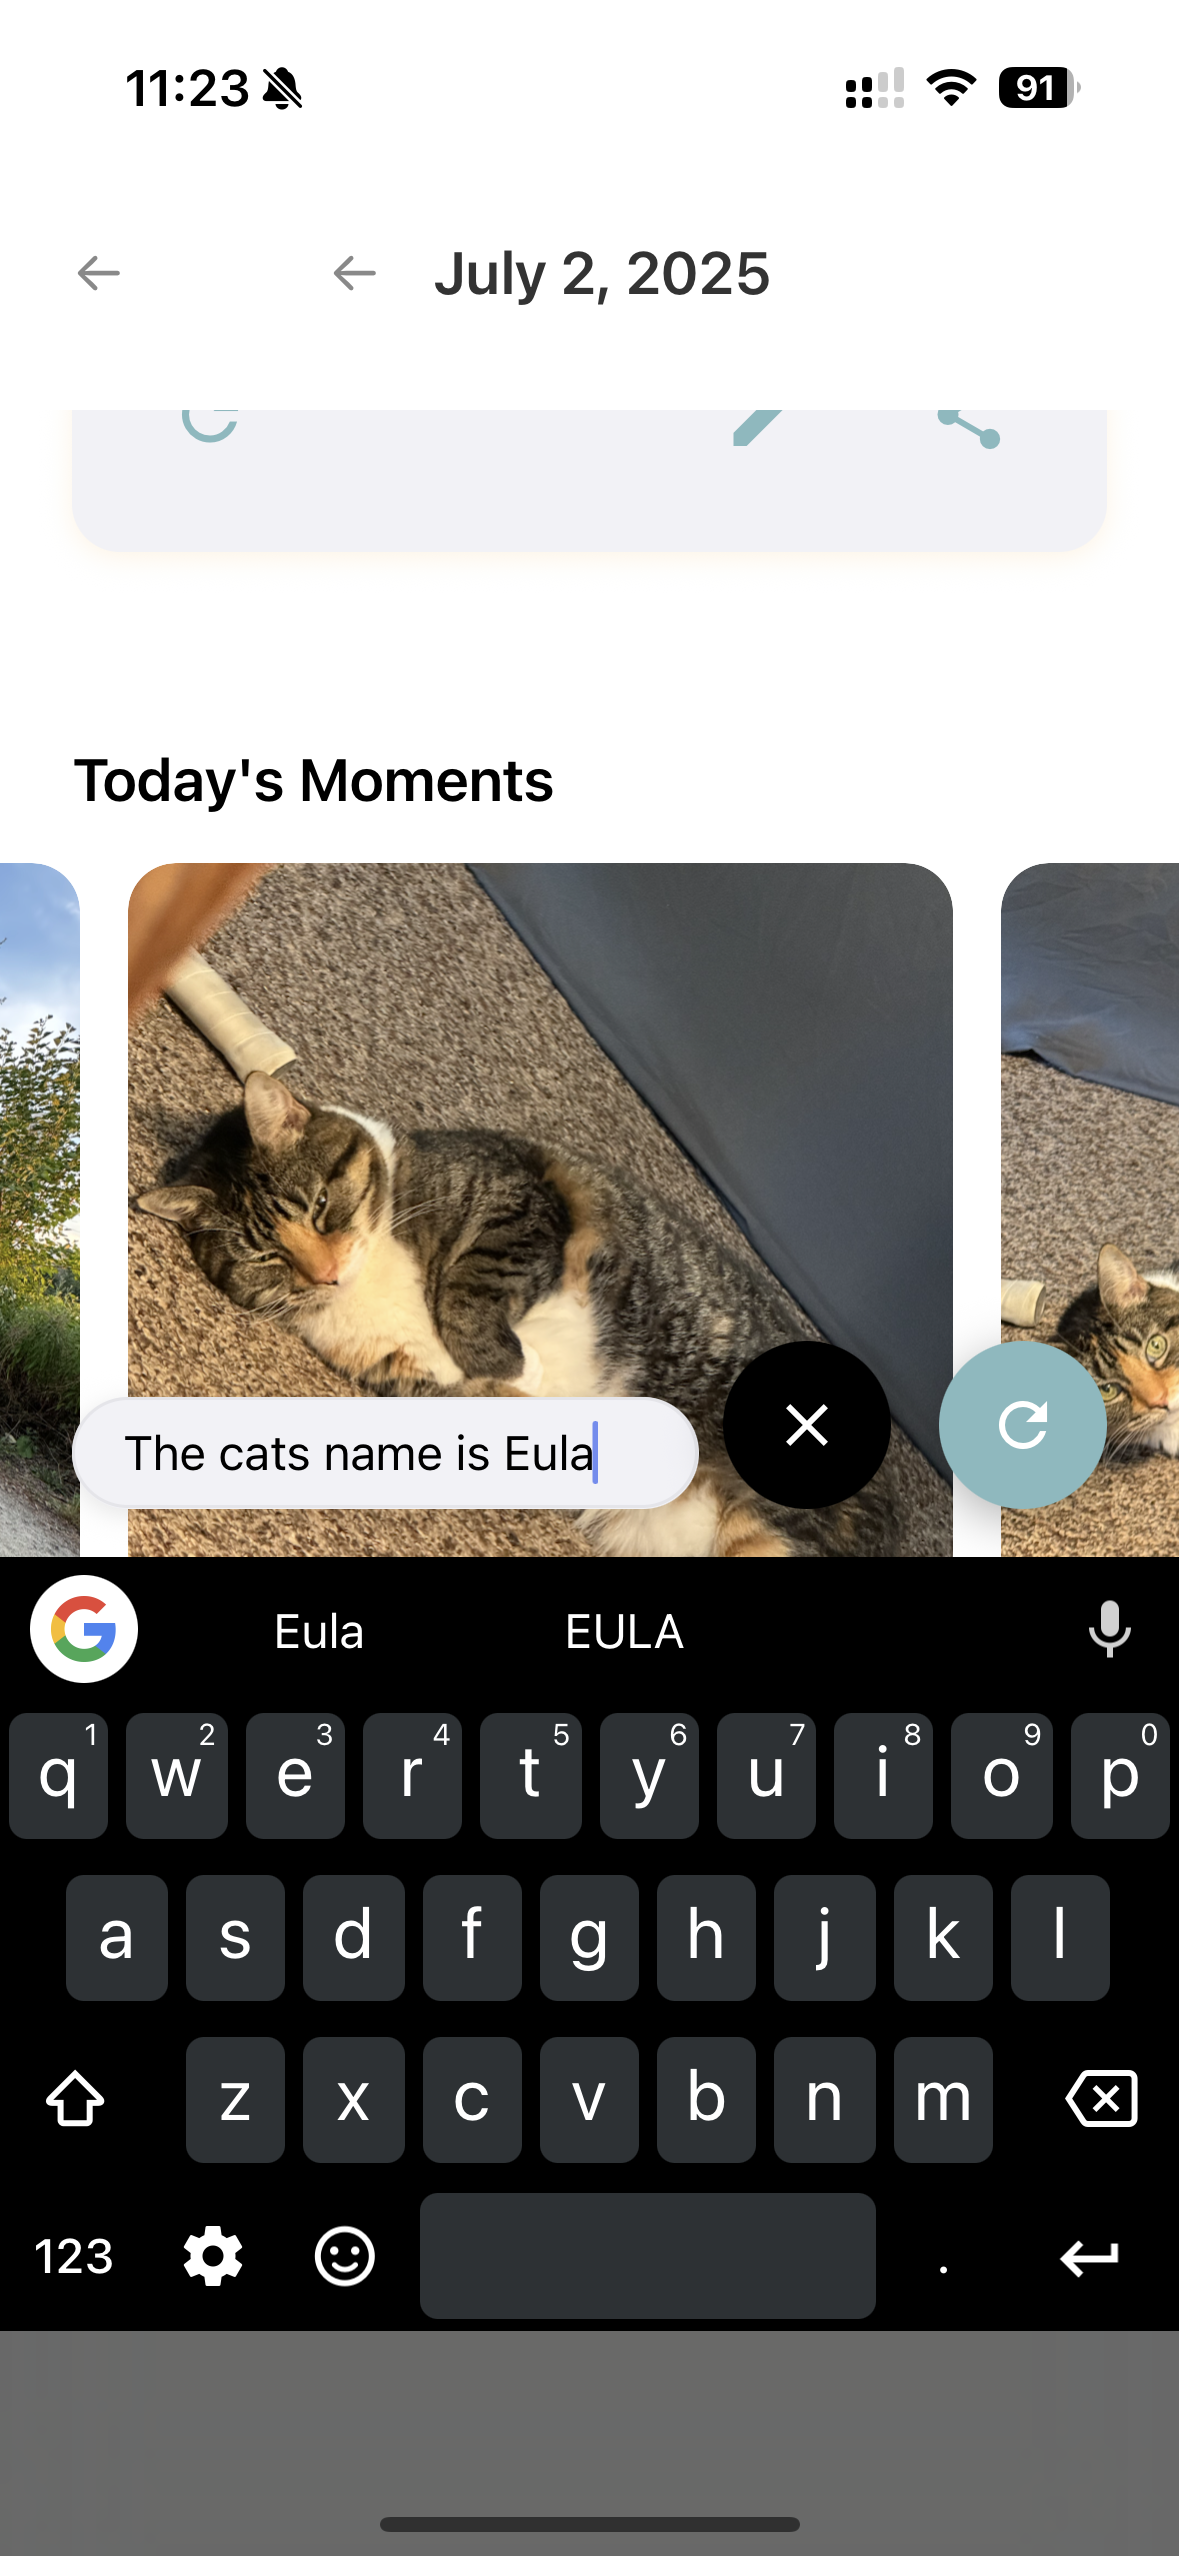 11:23
91
July 2, 2025
Today's Moments
The cats name is Eula
Eula EULA
1 2 3 4 5 6 7 8 9 0
q w e r t y u i o p
a s d f g h j k l
z x c v b n m
123 .